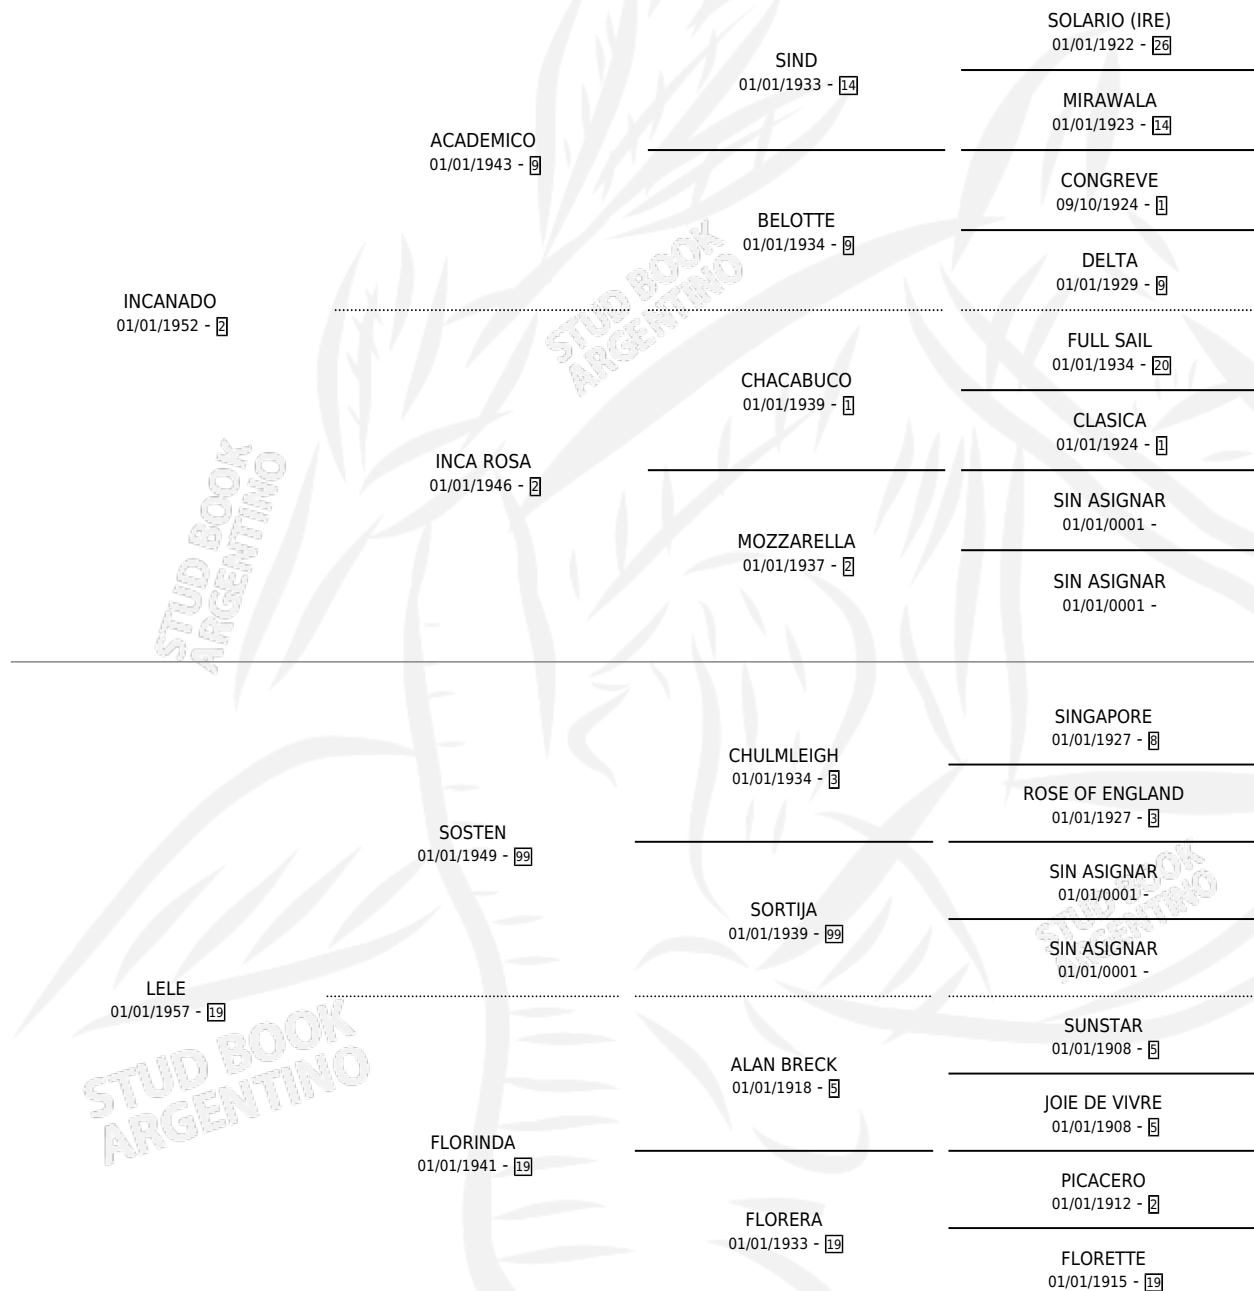 SOLARIO (IRE)
01/01/1922 - 26
SIND
01/01/1933 - 14
MIRAWALA
01/01/1923 - 14
ACADEMICO
01/01/1943 - 9
CONGREVE
09/10/1924 - 1
BELOTTE
01/01/1934 - 9
DELTA
01/01/1929 - 9
INCANADO
01/01/1952 - 2
STUD BOOK
ARGENTINO
FULL SAIL
01/01/1934 - 20
CHACABUCO
01/01/1939 - 1
CLASICA
01/01/1924 - 1
INCA ROSA
01/01/1946 - 2
SIN ASIGNAR
01/01/0001 -
MOZZARELLA
01/01/1937 - 2
SIN ASIGNAR
01/01/0001 -
STUD BOOK
ARGENTINO
SINGAPORE
01/01/1927 - 8
CHULMLEIGH
01/01/1934 - 3
ROSE OF ENGLAND
01/01/1927 - 3
SOSTEN
01/01/1949 - 99
SIN ASIGNAR
01/01/0001 -
SORTIJA
01/01/1939 - 99
SIN ASIGNAR
01/01/0001 -
STUD BOOK
ARGENTINO
LELE
01/01/1957 - 19
SUNSTAR
01/01/1908 - 5
ALAN BRECK
01/01/1918 - 5
JOIE DE VIVRE
01/01/1908 - 5
STUD BOOK
ARGENTINO
FLORINDA
01/01/1941 - 19
PICACERO
01/01/1912 - 2
FLORERA
01/01/1933 - 19
FLORETTE
01/01/1915 - 19